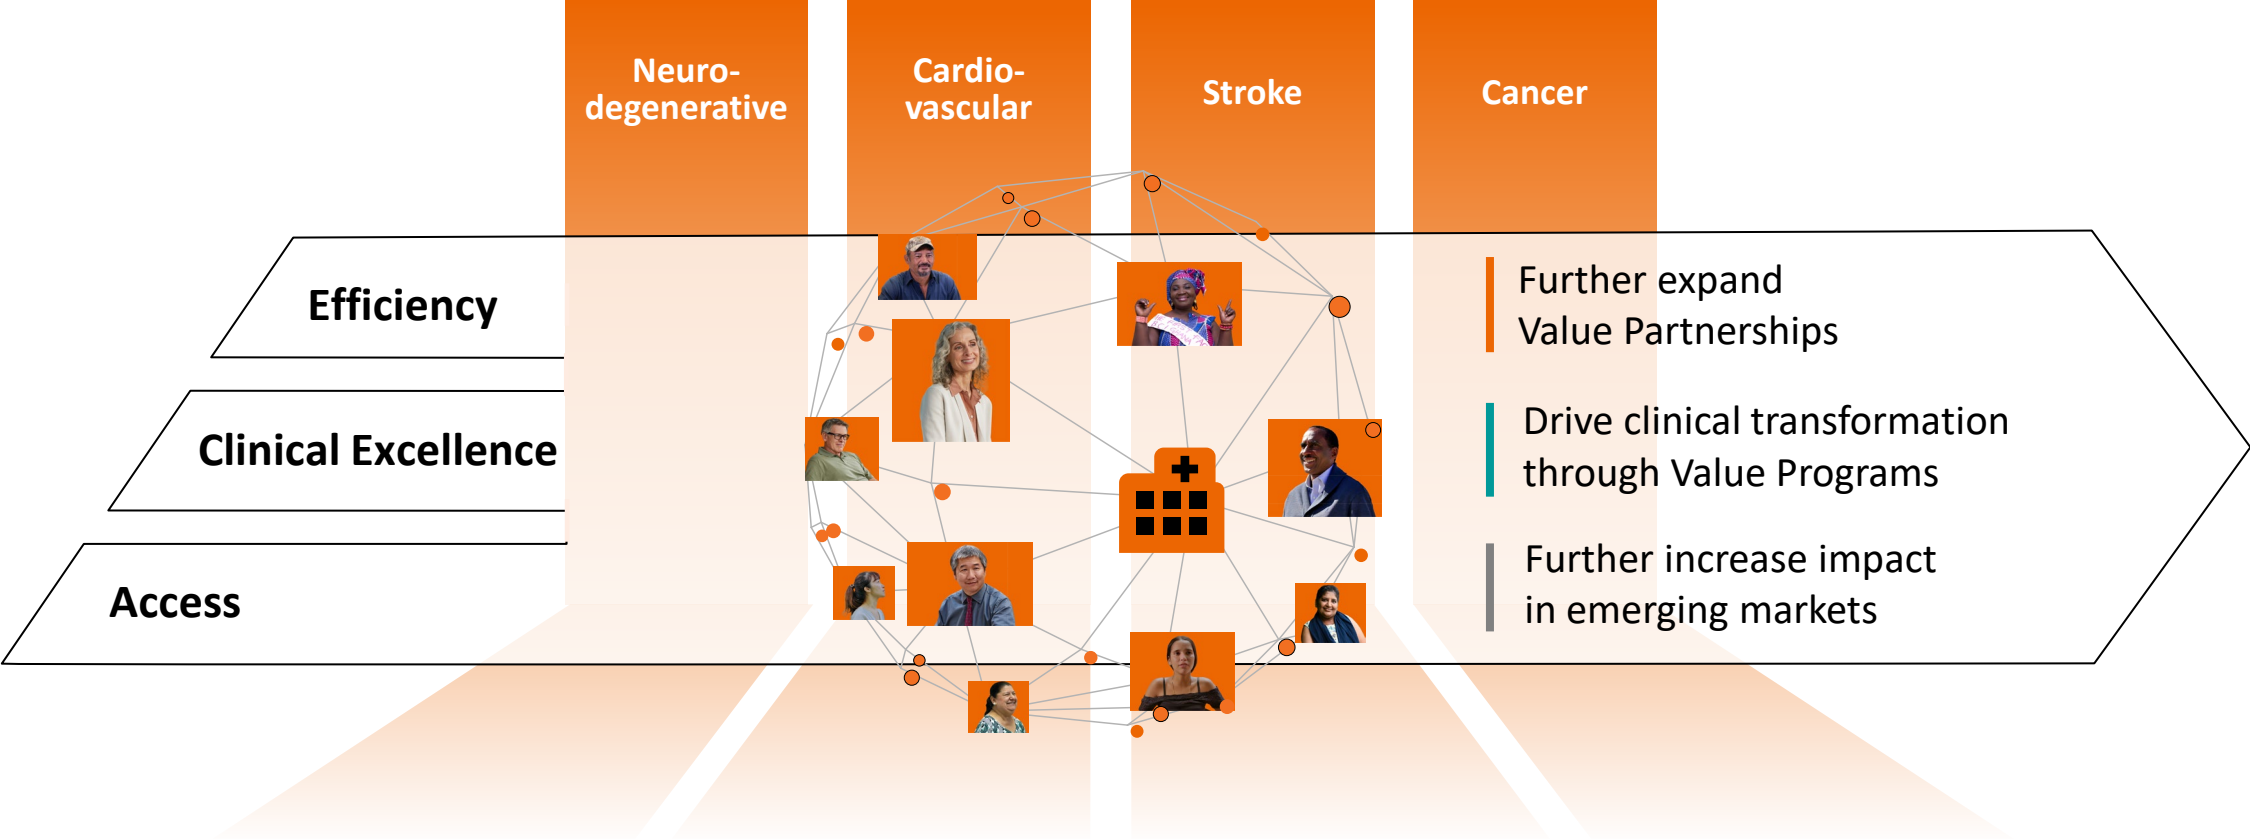 Neuro-
degenerative
Cardio-
vascular
Stroke
Cancer
Efficiency
Further expand
Value Partnerships
Clinical Excellence
Drive clinical transformation
through Value Programs
Access
Further increase impact
in emerging markets